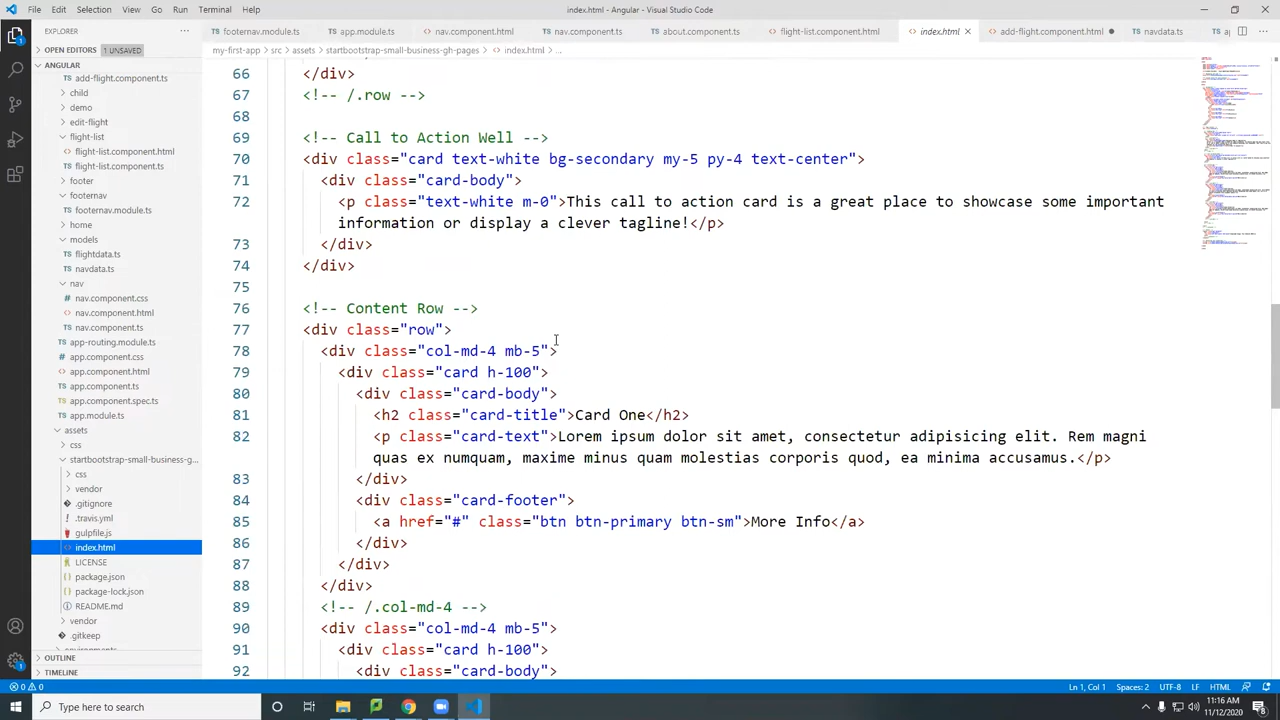 File Edit Selection View Go Run Terminal Help index.html - Angular - Visual Studio Code
EXPLORER ... footernav.module.ts app.module.ts nav.component.html nav.component.ts about.component.ts flight-list.component.html index.html add-flight.component.html navdata.ts
OPEN EDITORS 1 UNSAVED my-first-app > src > assets > startbootstrap-small-business-gh-pages > index.html > ...
ANGULAR
add-flight.component.ts
child
demo
edit-flight
flight-list
flight-list.component.html
flight-list.component.ts
footer
footernav
footernav.module.ts
home
models
flightdata.ts
navdata.ts
nav
nav.component.css
nav.component.html
nav.component.ts
app-routing.module.ts
app.component.css
app.component.html
app.component.ts
app.component.spec.ts
app.module.ts
assets
css
startbootstrap-small-business-g...
css
vendor
.gitignore
.travis.yml
gulpfile.js
index.html
LICENSE
package.json
package-lock.json
README.md
vendor
.gitkeep
environments
OUTLINE
TIMELINE
66 </div>
67 <!-- /.row -->
68
69 <!-- Call to Action Well -->
70 <div class="card text-white bg-secondary my-5 py-4 text-center">
71 <div class="card-body">
72 <p class="text-white m-0">This call to action card is a great place to showcase some important
information or display a clever tagline!</p>
73 </div>
74 </div>
75
76 <!-- Content Row -->
77 <div class="row">
78 <div class="col-md-4 mb-5">
79 <div class="card h-100">
80 <div class="card-body">
81 <h2 class="card-title">Card One</h2>
82 <p class="card-text">Lorem ipsum dolor sit amet, consectetur adipisicing elit. Rem magni
quas ex numquam, maxime minus quam molestias corporis quod, ea minima accusamus.</p>
83 </div>
84 <div class="card-footer">
85 <a href="#" class="btn btn-primary btn-sm">More Info</a>
86 </div>
87 </div>
88 </div>
89 <!-- /.col-md-4 -->
90 <div class="col-md-4 mb-5">
91 <div class="card h-100">
92 <div class="card-body">
0 0 Ln 1, Col 1 Spaces: 2 UTF-8 LF HTML
Type here to search 11:16 AM
11/12/2020 8